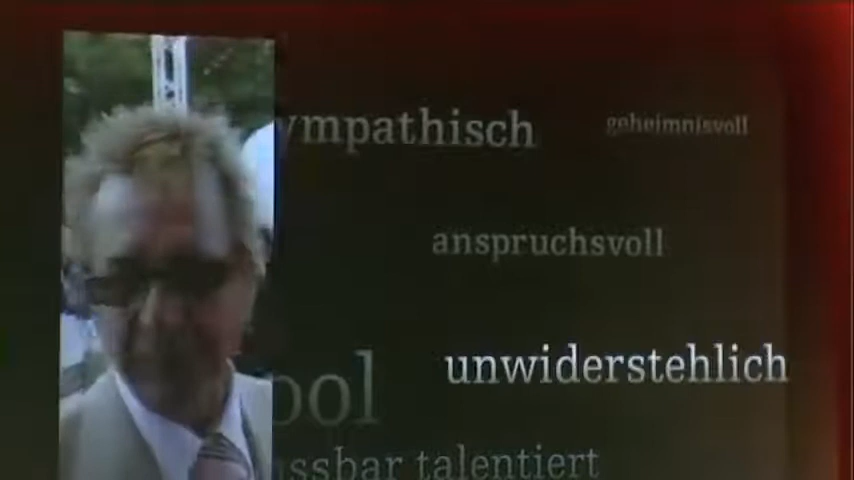 ympathisch
geheimnisvoll
anspruchsvoll
unwiderstehlich
ool
ssbar talentiert